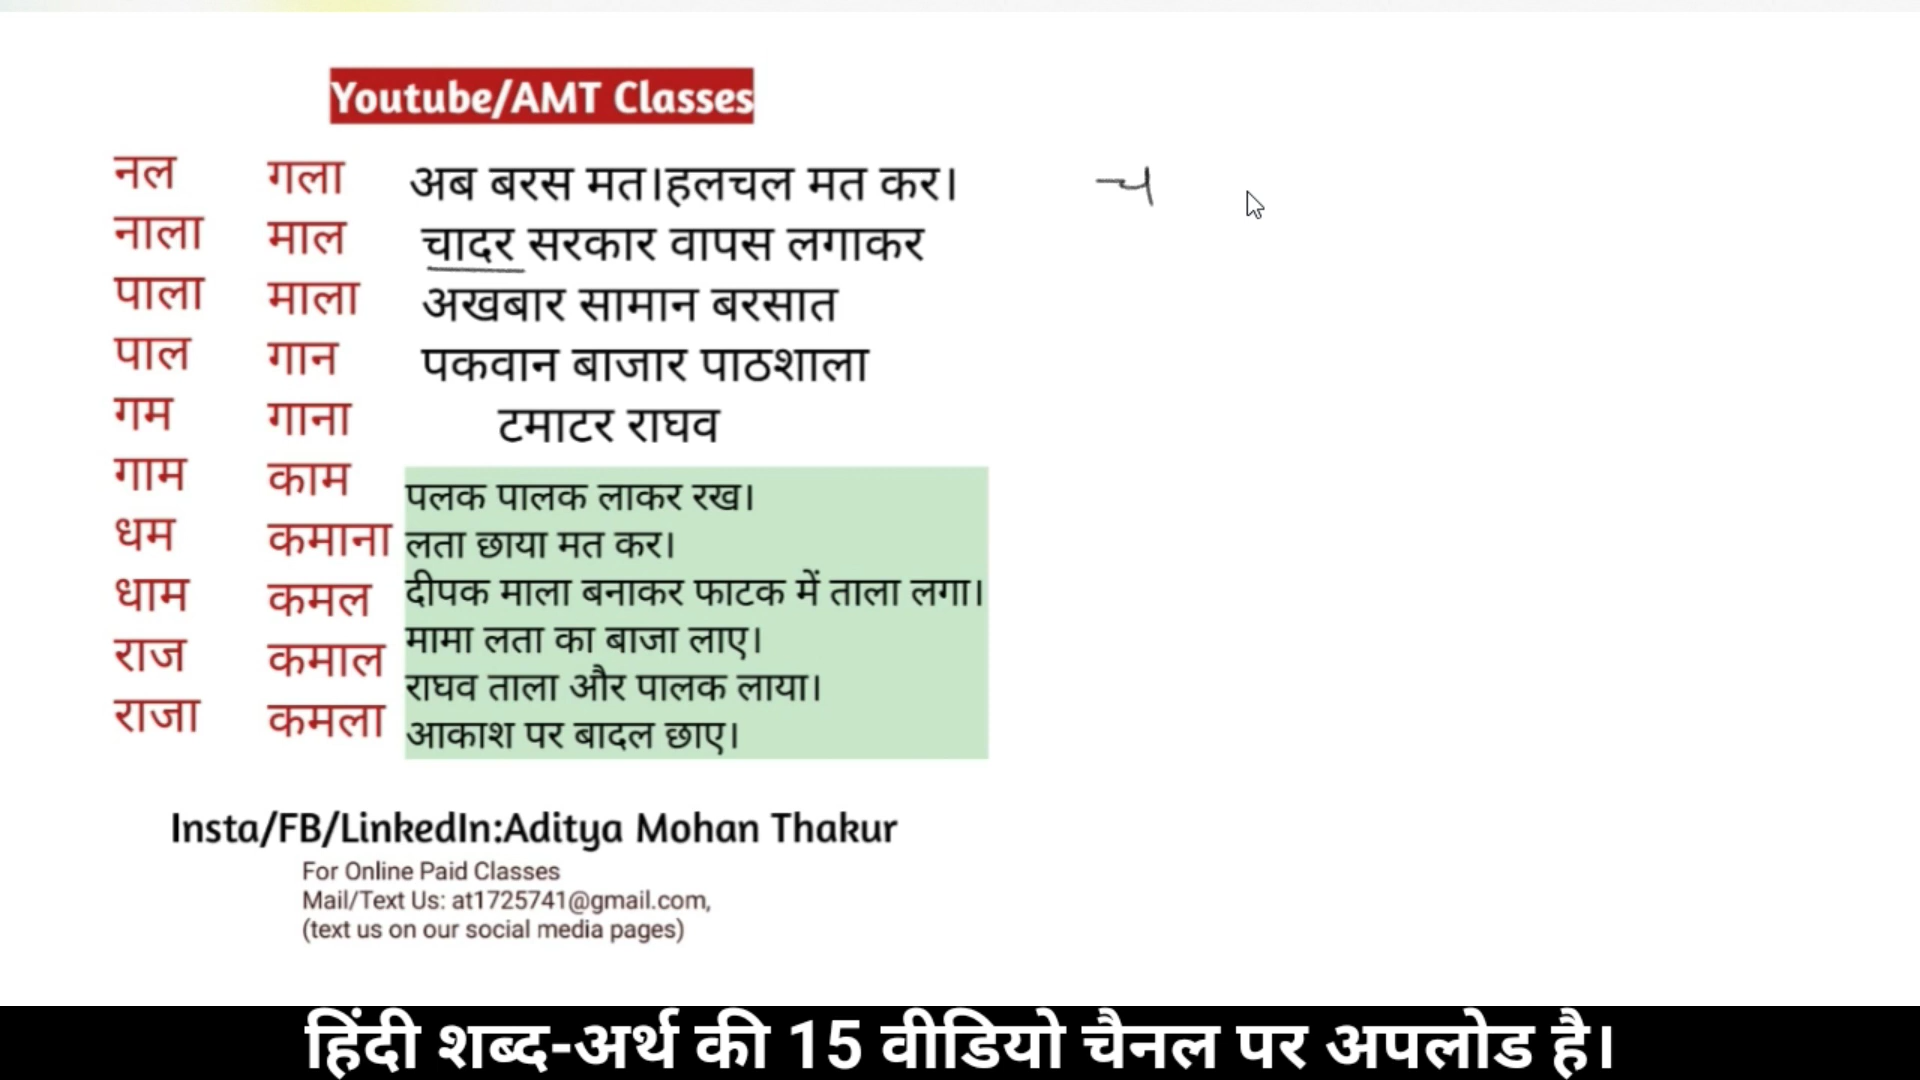 Youtube/AMT Classes
नल
नाला
पाला
पाल
गम
गाम
धम
धाम
राज
राजा
गला
माल
माला
गान
गाना
काम
कमाना
कमल
कमाल
कमला
अब बरस मत।हलचल मत कर।
चादर सरकार वापस लगाकर
अखबार सामान बरसात
पकवान बाजार पाठशाला
टमाटर राघव
पलक पालक लाकर रख।
लता छाया मत कर।
दीपक माला बनाकर फाटक में ताला लगा।
मामा लता का बाजा लाए।
राघव ताला और पालक लाया।
आकाश पर बादल छाए।
च
Insta/FB/LinkedIn:Aditya Mohan Thakur
For Online Paid Classes
Mail/Text Us: at1725741@gmail.com,
(text us on our social media pages)
हिंदी शब्द-अर्थ की 15 वीडियो चैनल पर अपलोड है।